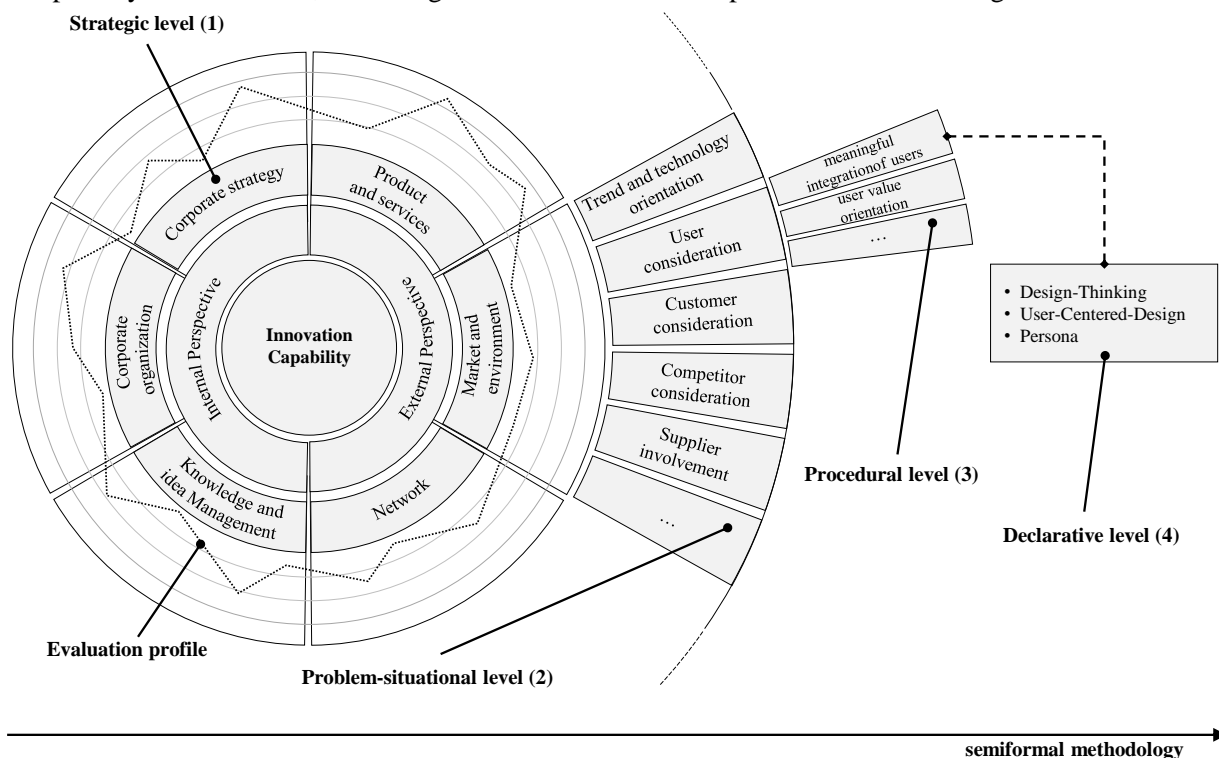 Strategic level (1)
Corporate strategy
Product
and services
Internal Perspective
External Perspective
Innovation
Capability
Corporate
organization
Market and
environment
Knowledge and
idea Management
Network
Trend and technology
orientation
User
consideration
Customer
consideration
Competitor
consideration
Supplier
involvement
…
meaningful
integrationof users
user value
orientation
…
• Design-Thinking
• User-Centered-Design
• Persona
Procedural level (3)
Declarative level (4)
Evaluation profile
Problem-situational level (2)
semiformal methodology